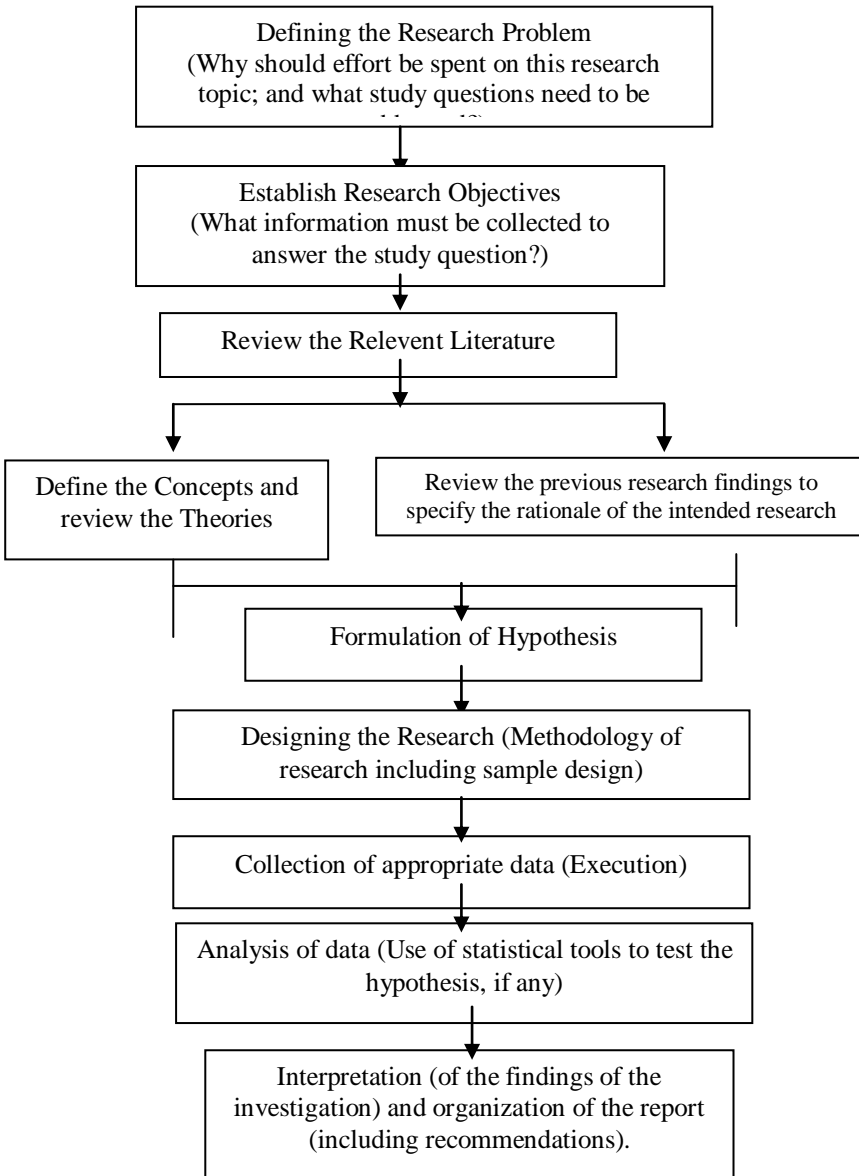 Defining the Research Problem
(Why should effort be spent on this research
topic; and what study questions need to be
Establish Research Objectives
(What information must be collected to
answer the study question?)
Review the Relevent Literature
Define the Concepts and
review the Theories
Review the previous research findings to
specify the rationale of the intended research
Formulation of Hypothesis
Designing the Research (Methodology of
research including sample design)
Collection of appropriate data (Execution)
Analysis of data (Use of statistical tools to test the
hypothesis, if any)
Interpretation (of the findings of the
investigation) and organization of the report
(including recommendations).